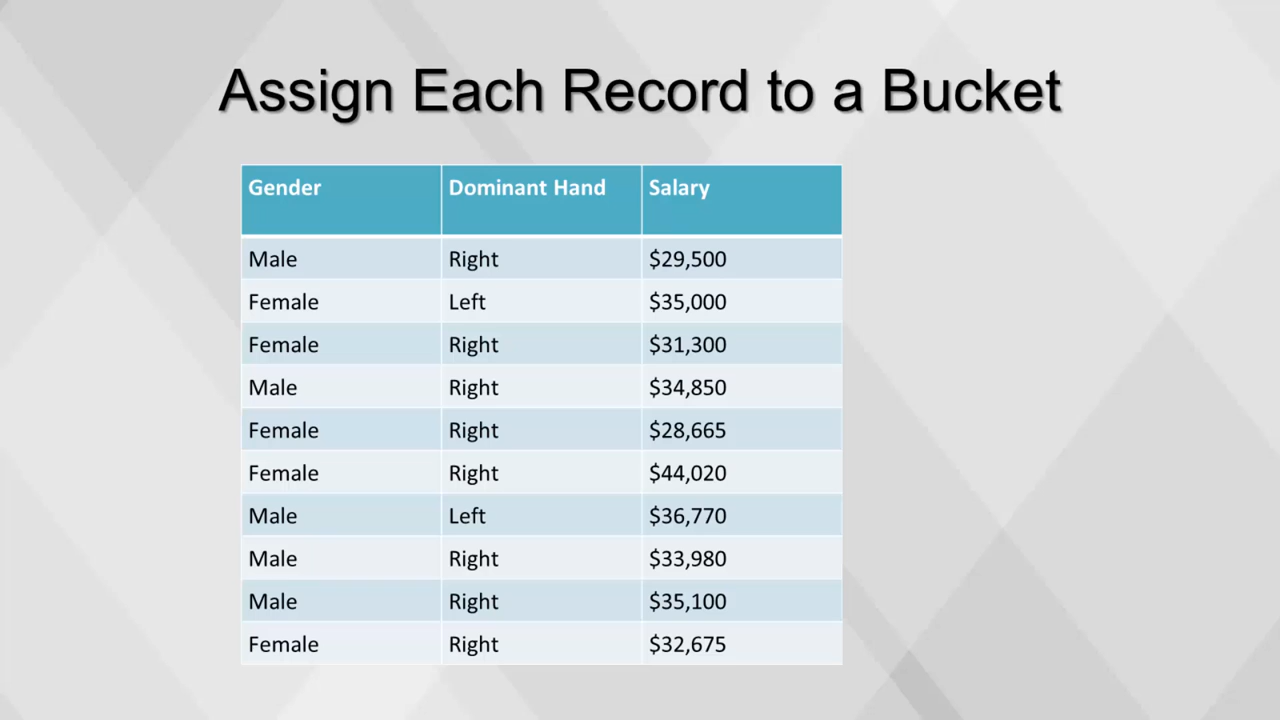 Assign Each Record to a Bucket
Gender Dominant Hand Salary
Male Right $29,500
Female Left $35,000
Female Right $31,300
Male Right $34,850
Female Right $28,665
Female Right $44,020
Male Left $36,770
Male Right $33,980
Male Right $35,100
Female Right $32,675